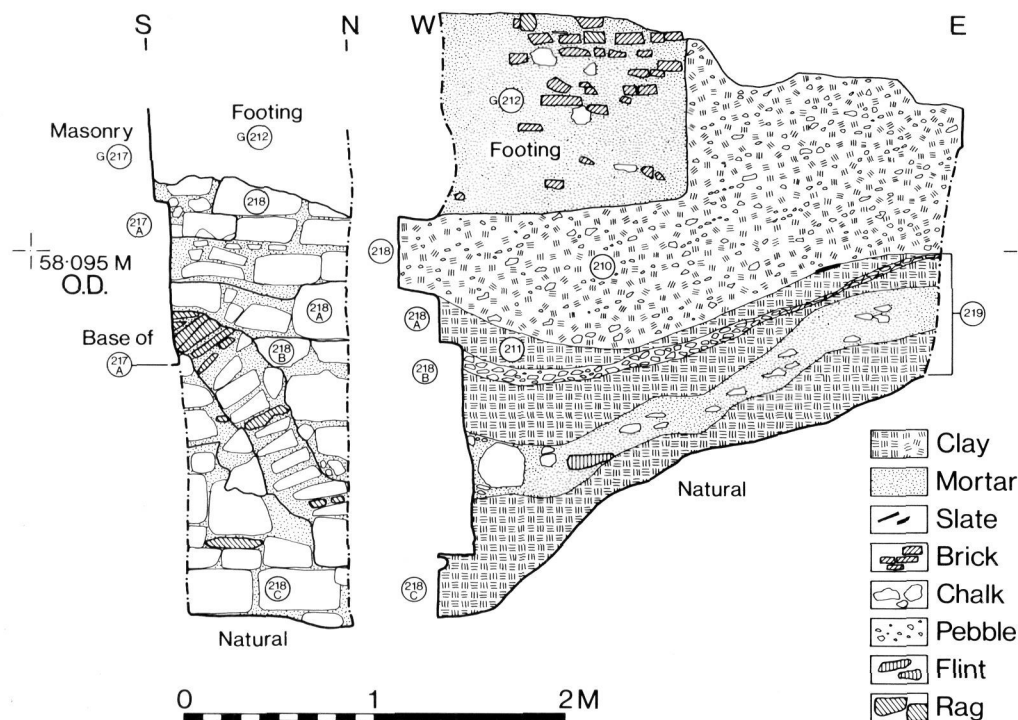 S N W E
Masonry
G 217
Footing
G 212
218
217 A
58·095 M
O.D.
218 A
Base of
217 A
218 B
218 C
Natural
G 212
Footing
218
210
218 A
211
219
218 B
Natural
218 C
Clay
Mortar
Slate
Brick
Chalk
Pebble
Flint
Rag
0 1 2 M